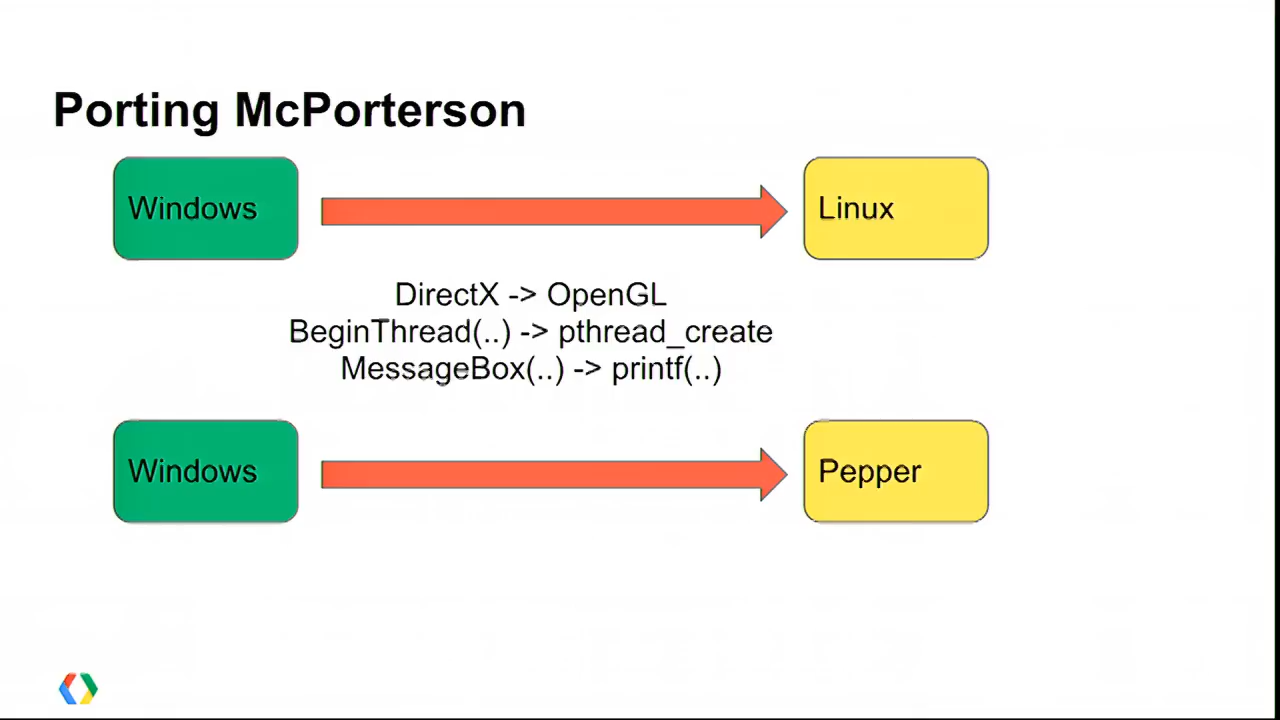 Porting McPorterson
Windows
Linux
DirectX -> OpenGL
BeginThread(..) -> pthread_create
MessageBox(..) -> printf(..)
Windows
Pepper